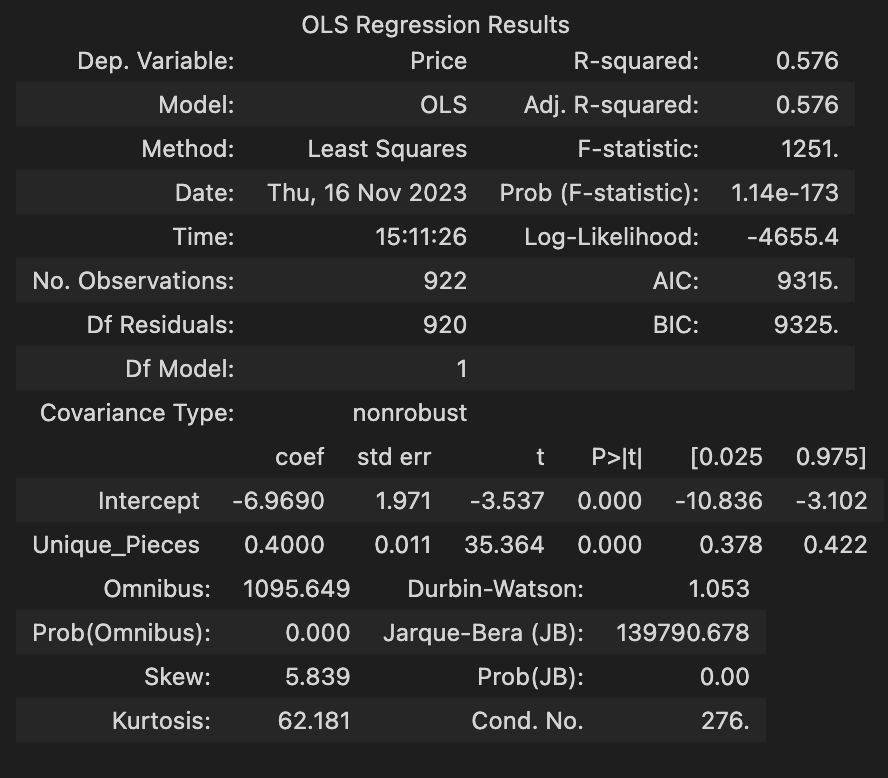 OLS Regression Results
Dep. Variable: Price R-squared: 0.576
Model: OLS Adj. R-squared: 0.576
Method: Least Squares F-statistic: 1251.
Date: Thu, 16 Nov 2023 Prob (F-statistic): 1.14e-173
Time: 15:11:26 Log-Likelihood: -4655.4
No. Observations: 922 AIC: 9315.
Df Residuals: 920 BIC: 9325.
Df Model: 1
Covariance Type: nonrobust
coef std err t P>|t| [0.025 0.975]
Intercept -6.9690 1.971 -3.537 0.000 -10.836 -3.102
Unique_Pieces 0.4000 0.011 35.364 0.000 0.378 0.422
Omnibus: 1095.649 Durbin-Watson: 1.053
Prob(Omnibus): 0.000 Jarque-Bera (JB): 139790.678
Skew: 5.839 Prob(JB): 0.00
Kurtosis: 62.181 Cond. No. 276.